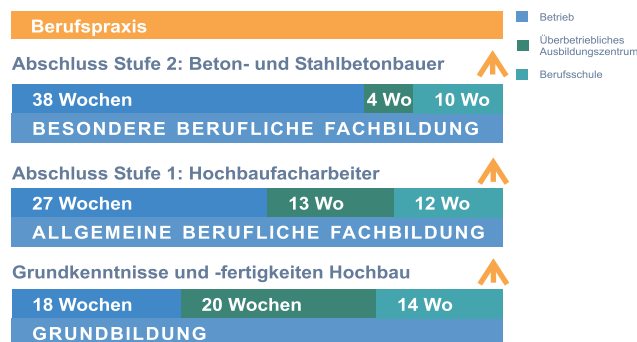 Berufspraxis
Abschluss Stufe 2: Beton- und Stahlbetonbauer
38 Wochen 4 Wo 10 Wo
BESONDERE BERUFLICHE FACHBILDUNG
Abschluss Stufe 1: Hochbaufacharbeiter
27 Wochen 13 Wo 12 Wo
ALLGEMEINE BERUFLICHE FACHBILDUNG
Grundkenntnisse und -fertigkeiten Hochbau
18 Wochen 20 Wochen 14 Wo
GRUNDBILDUNG
Betrieb
Überbetriebliches
Ausbildungszentrum
Berufsschule